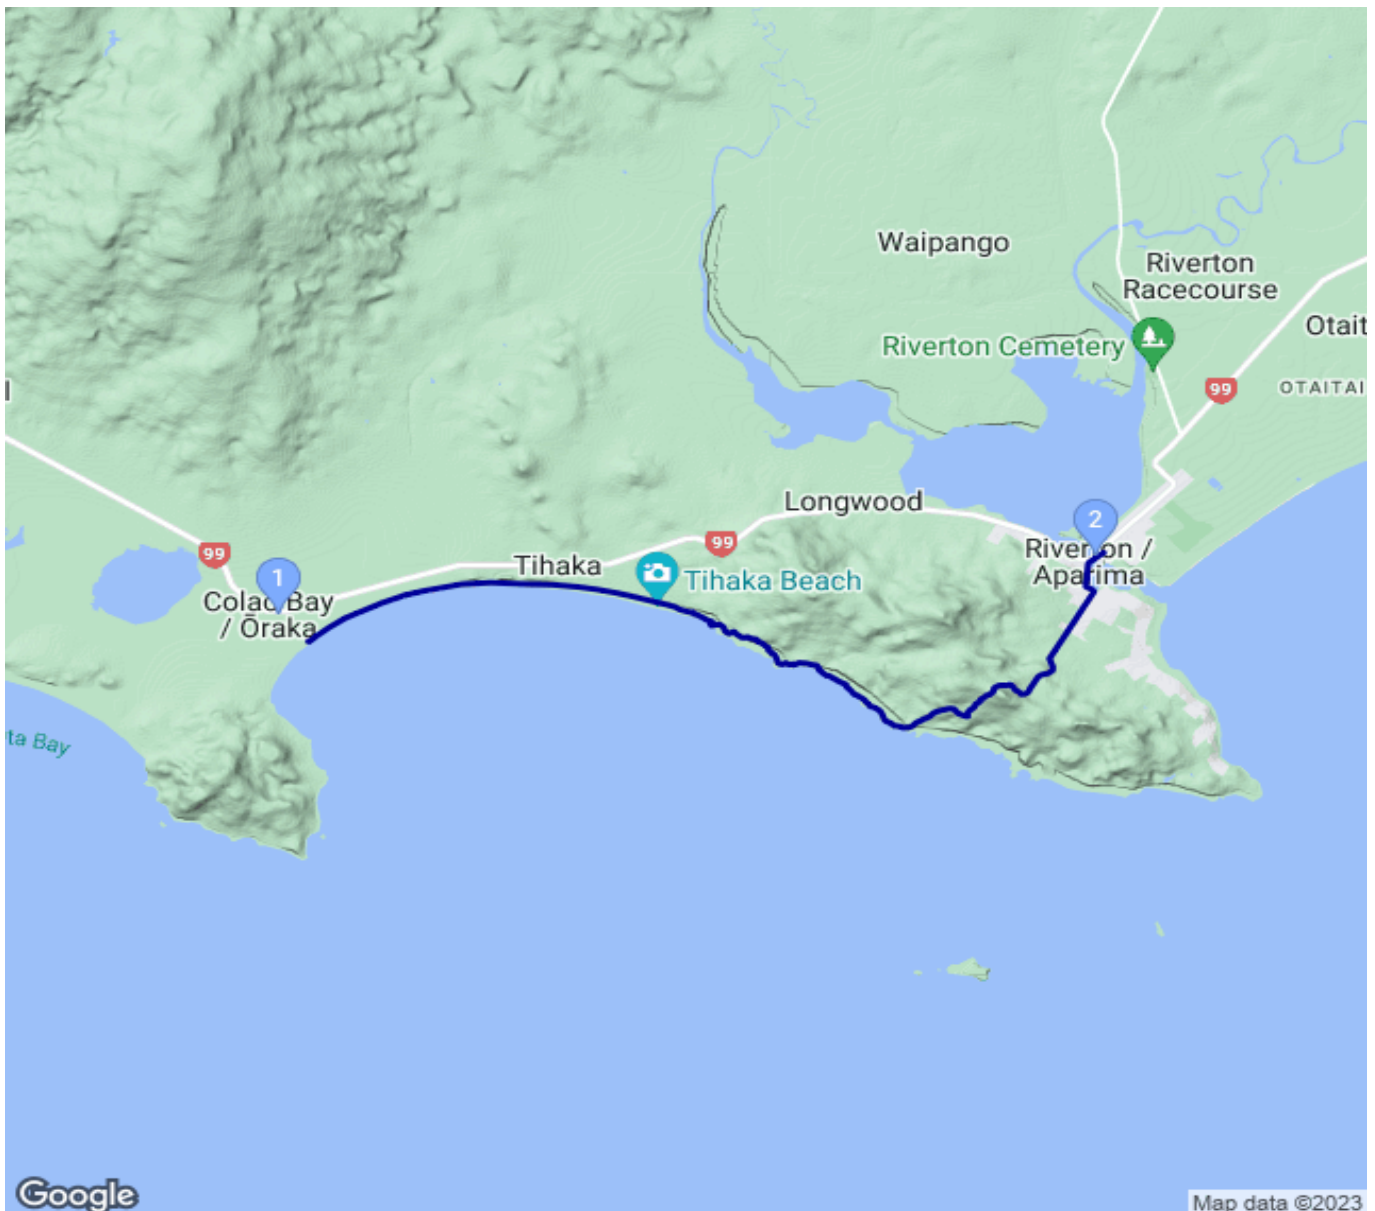 Waipango
Riverton
Racecourse
Otait
Riverton Cemetery
99
OTAITAI
l
Longwood
2
99
99
Tihaka
Riverton /
Aparima
1
Tihaka Beach
Colac Bay
/ Ōraka
ta Bay
Google
Map data ©2023